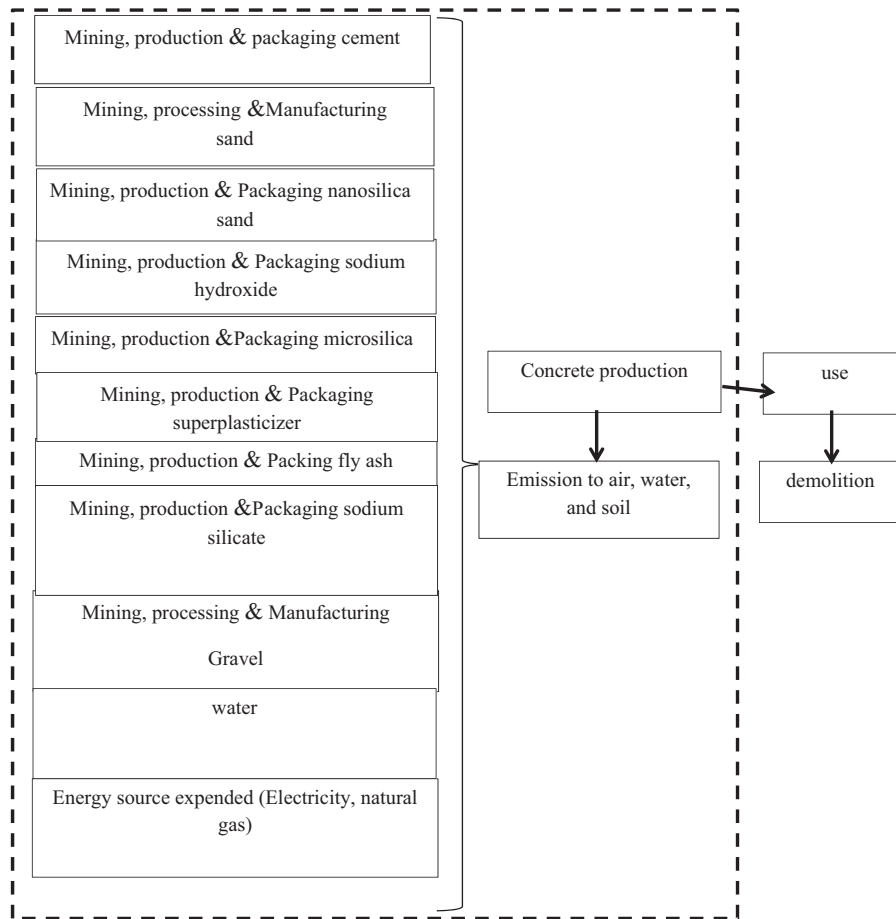 Mining, production & packaging cement
Mining, processing &Manufacturing
sand
Mining, production & Packaging nanosilica
sand
Mining, production & Packaging sodium
hydroxide
Mining, production &Packaging microsilica
Mining, production & Packaging
superplasticizer
Mining, production & Packing fly ash
Mining, production &Packaging sodium
silicate
Mining, processing & Manufacturing
Gravel
water
Energy source expended (Electricity, natural
gas)
Concrete production
Emission to air, water,
and soil
use
demolition